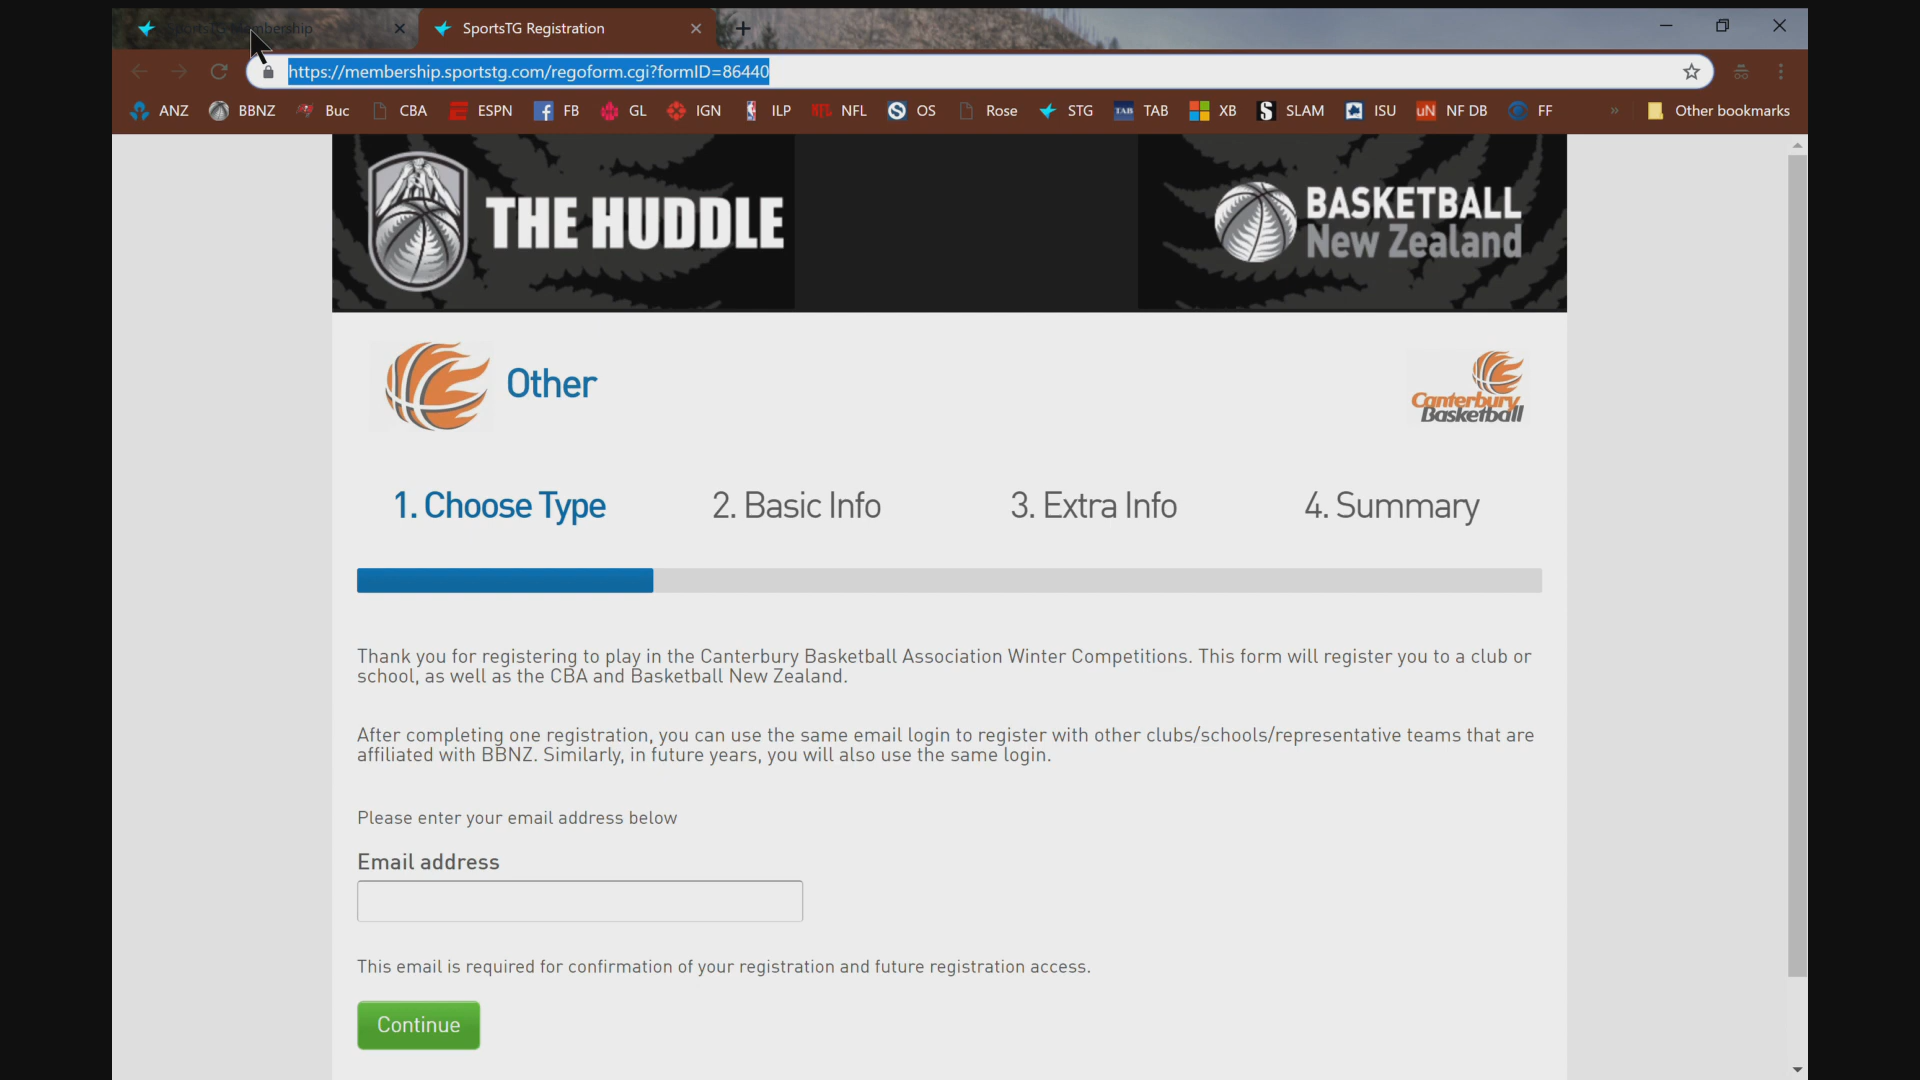 SportsTG Membership
SportsTG Registration
https://membership.sportstg.com/regoform.cgi?formID=86440
ANZ BBNZ Buc CBA ESPN FB GL IGN ILP NFL OS Rose STG TAB XB SLAM ISU NF DB FF » Other bookmarks
THE HUDDLE
BASKETBALL
New Zealand
Other
Canterbury
Basketball
1. Choose Type 2. Basic Info 3. Extra Info 4. Summary
Thank you for registering to play in the Canterbury Basketball Association Winter Competitions. This form will register you to a club or
school, as well as the CBA and Basketball New Zealand.
After completing one registration, you can use the same email login to register with other clubs/schools/representative teams that are
affiliated with BBNZ. Similarly, in future years, you will also use the same login.
Please enter your email address below
Email address
This email is required for confirmation of your registration and future registration access.
Continue